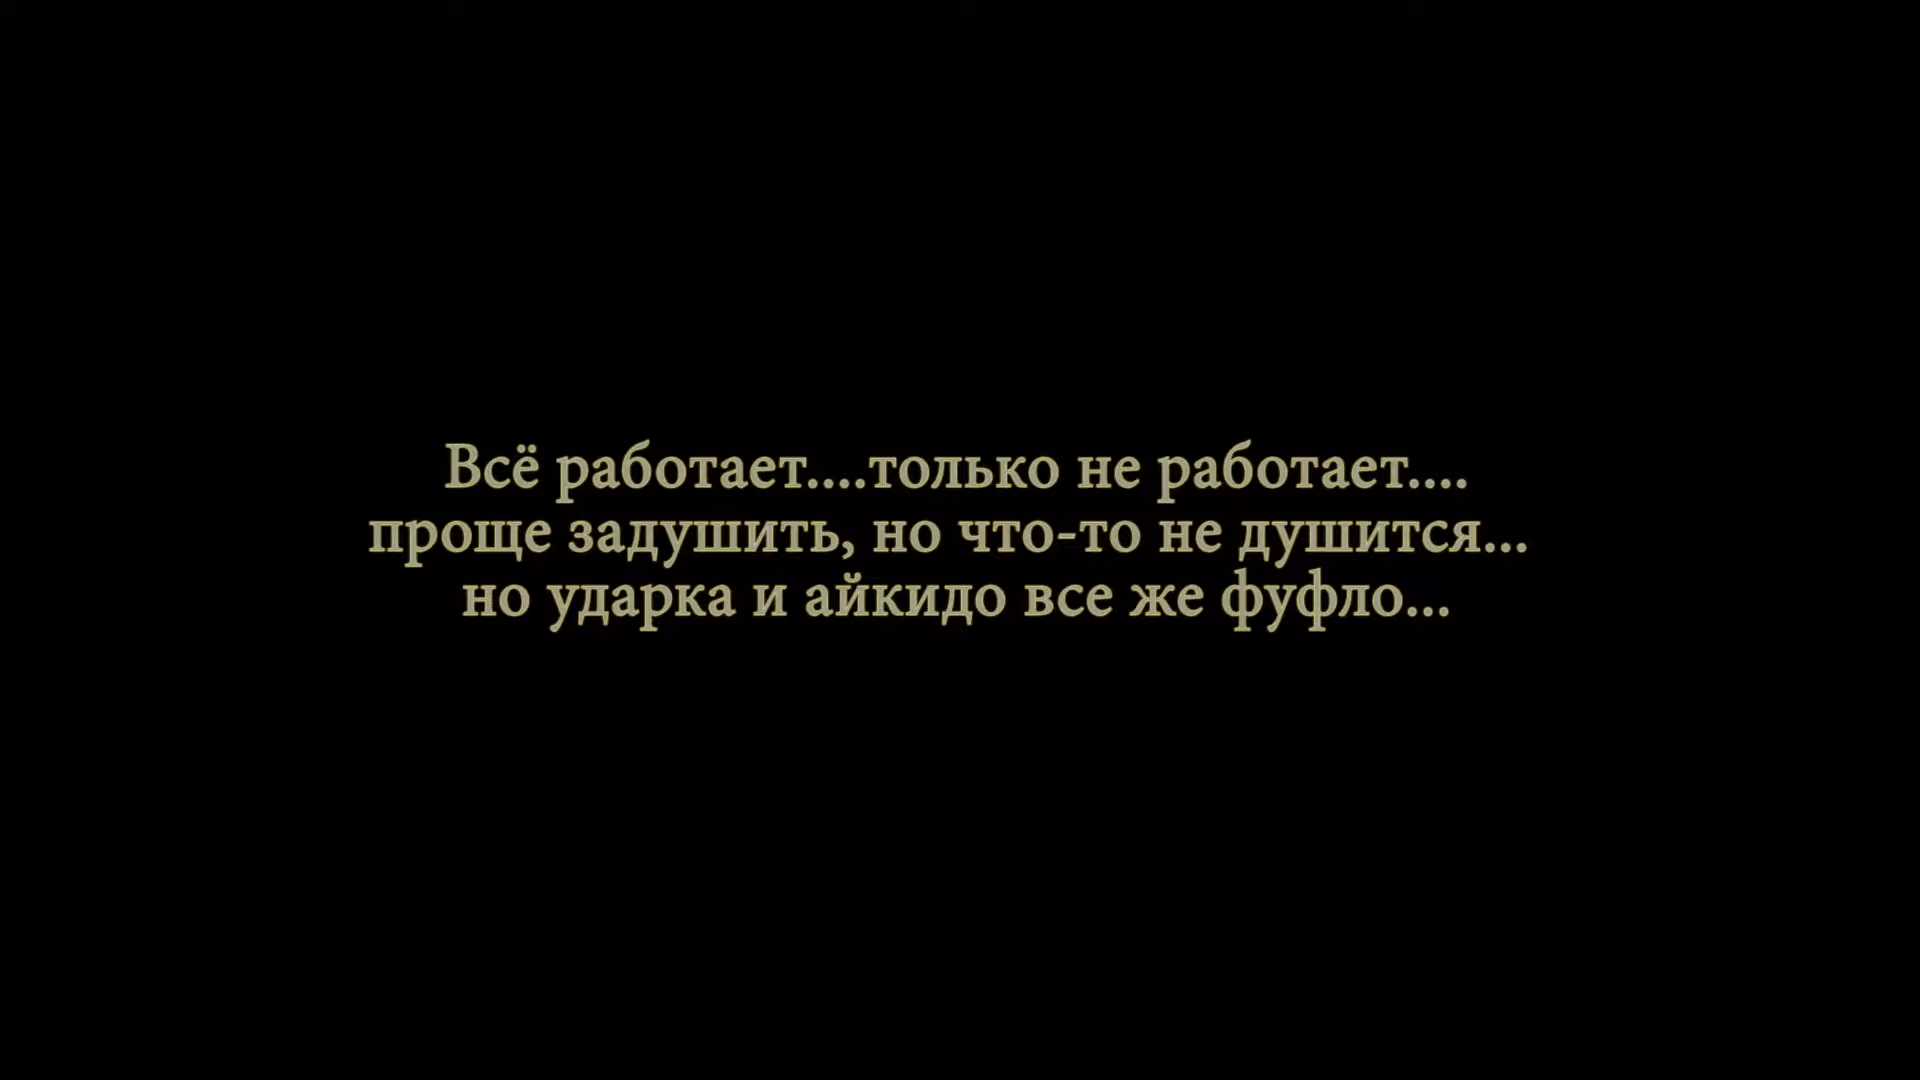 Всё работает....только не работает....
проще задушить, но что-то не душится...
но ударка и айкидо все же фуфло...